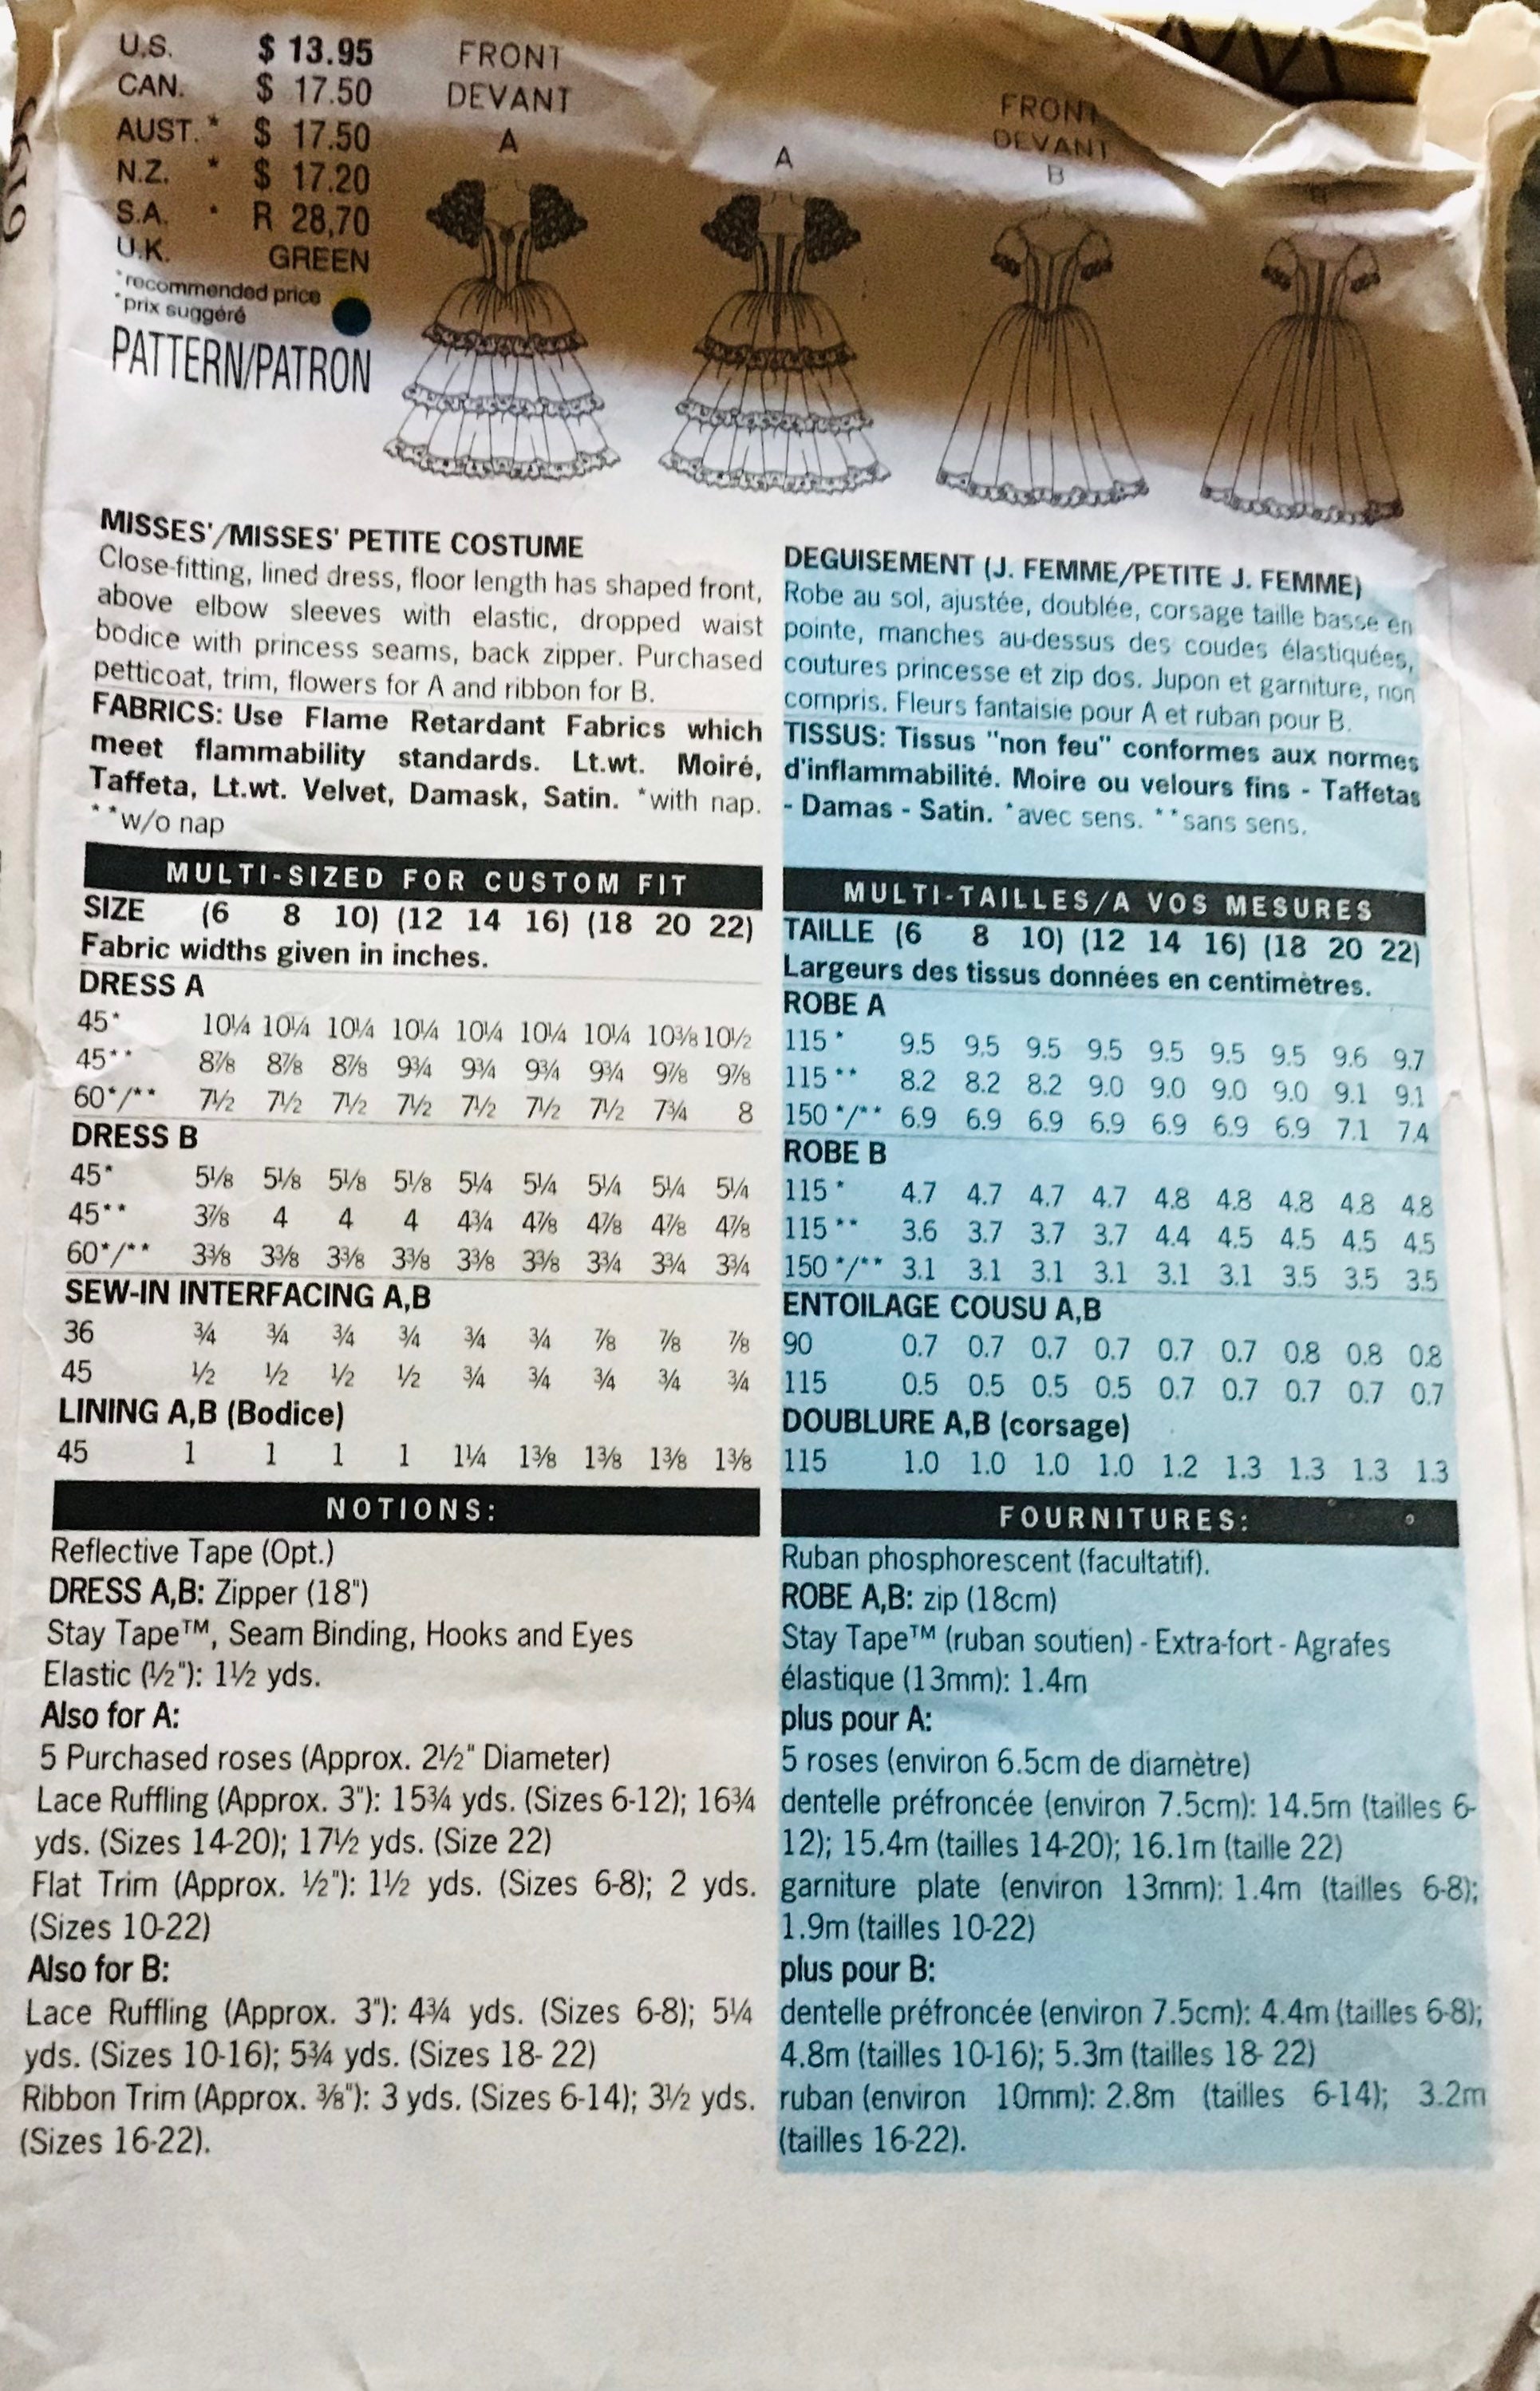 U.S. $ 13.95
CAN. $ 17.50
AUST.* $ 17.50
N.Z. * $ 17.20
S.A. * R 28,70
U.K. GREEN
*recommended price
*prix suggéré
PATTERN/PATRON
FRONT
DEVANT
A
A
FRONT
DEVANT
B
MISSES'/MISSES' PETITE COSTUME
Close-fitting, lined dress, floor length has shaped front,
above elbow sleeves with elastic, dropped waist
bodice with princess seams, back zipper. Purchased
petticoat, trim, flowers for A and ribbon for B.
FABRICS: Use Flame Retardant Fabrics which
meet flammability standards. Lt.wt. Moiré,
Taffeta, Lt.wt. Velvet, Damask, Satin. *with nap.
**w/o nap
MULTI-SIZED FOR CUSTOM FIT
SIZE (6 8 10) (12 14 16) (18 20 22)
Fabric widths given in inches.
DRESS A
45* 10¼ 10¼ 10¼ 10¼ 10¼ 10¼ 10¼ 10⅜ 10½
45** 8⅞ 8⅞ 8⅞ 9¾ 9¾ 9¾ 9¾ 9⅞ 9⅞
60*/** 7½ 7½ 7½ 7½ 7½ 7½ 7½ 7¾ 8
DRESS B
45* 5⅛ 5⅛ 5⅛ 5⅛ 5¼ 5¼ 5¼ 5¼ 5¼
45** 3⅞ 4 4 4 4¾ 4⅞ 4⅞ 4⅞ 4⅞
60*/** 3⅜ 3⅜ 3⅜ 3⅜ 3⅜ 3⅜ 3¾ 3¾ 3¾
SEW-IN INTERFACING A,B
36 ¾ ¾ ¾ ¾ ¾ ¾ ⅞ ⅞ ⅞
45 ½ ½ ½ ½ ¾ ¾ ¾ ¾ ¾
LINING A,B (Bodice)
45 1 1 1 1 1¼ 1⅜ 1⅜ 1⅜ 1⅜
NOTIONS:
Reflective Tape (Opt.)
DRESS A,B: Zipper (18")
Stay Tape™, Seam Binding, Hooks and Eyes
Elastic (½"): 1½ yds.
Also for A:
5 Purchased roses (Approx. 2½" Diameter)
Lace Ruffling (Approx. 3"): 15¾ yds. (Sizes 6-12); 16¾
yds. (Sizes 14-20); 17½ yds. (Size 22)
Flat Trim (Approx. ½"): 1½ yds. (Sizes 6-8); 2 yds.
(Sizes 10-22)
Also for B:
Lace Ruffling (Approx. 3"): 4¾ yds. (Sizes 6-8); 5¼
yds. (Sizes 10-16); 5¾ yds. (Sizes 18- 22)
Ribbon Trim (Approx. ⅜"): 3 yds. (Sizes 6-14); 3½ yds.
(Sizes 16-22).
DEGUISEMENT (J. FEMME/PETITE J. FEMME)
Robe au sol, ajustée, doublée, corsage taille basse en
pointe, manches au-dessus des coudes élastiquées,
coutures princesse et zip dos. Jupon et garniture, non
compris. Fleurs fantaisie pour A et ruban pour B.
TISSUS: Tissus "non feu" conformes aux normes
d'inflammabilité. Moire ou velours fins - Taffetas
- Damas - Satin. *avec sens. **sans sens.
MULTI-TAILLES/A VOS MESURES
TAILLE (6 8 10) (12 14 16) (18 20 22)
Largeurs des tissus données en centimètres.
ROBE A
115 * 9.5 9.5 9.5 9.5 9.5 9.5 9.5 9.6 9.7
115 ** 8.2 8.2 8.2 9.0 9.0 9.0 9.0 9.1 9.1
150 */** 6.9 6.9 6.9 6.9 6.9 6.9 6.9 7.1 7.4
ROBE B
115 * 4.7 4.7 4.7 4.7 4.8 4.8 4.8 4.8 4.8
115 ** 3.6 3.7 3.7 3.7 4.4 4.5 4.5 4.5 4.5
150 */** 3.1 3.1 3.1 3.1 3.1 3.1 3.5 3.5 3.5
ENTOILAGE COUSU A,B
90 0.7 0.7 0.7 0.7 0.7 0.7 0.8 0.8 0.8
115 0.5 0.5 0.5 0.5 0.7 0.7 0.7 0.7 0.7
DOUBLURE A,B (corsage)
115 1.0 1.0 1.0 1.0 1.2 1.3 1.3 1.3 1.3
FOURNITURES:
Ruban phosphorescent (facultatif).
ROBE A,B: zip (18cm)
Stay Tape™ (ruban soutien) - Extra-fort - Agrafes
élastique (13mm): 1.4m
plus pour A:
5 roses (environ 6.5cm de diamètre)
dentelle préfroncée (environ 7.5cm): 14.5m (tailles 6-
12); 15.4m (tailles 14-20); 16.1m (taille 22)
garniture plate (environ 13mm): 1.4m (tailles 6-8);
1.9m (tailles 10-22)
plus pour B:
dentelle préfroncée (environ 7.5cm): 4.4m (tailles 6-8);
4.8m (tailles 10-16); 5.3m (tailles 18- 22)
ruban (environ 10mm): 2.8m (tailles 6-14); 3.2m
(tailles 16-22).